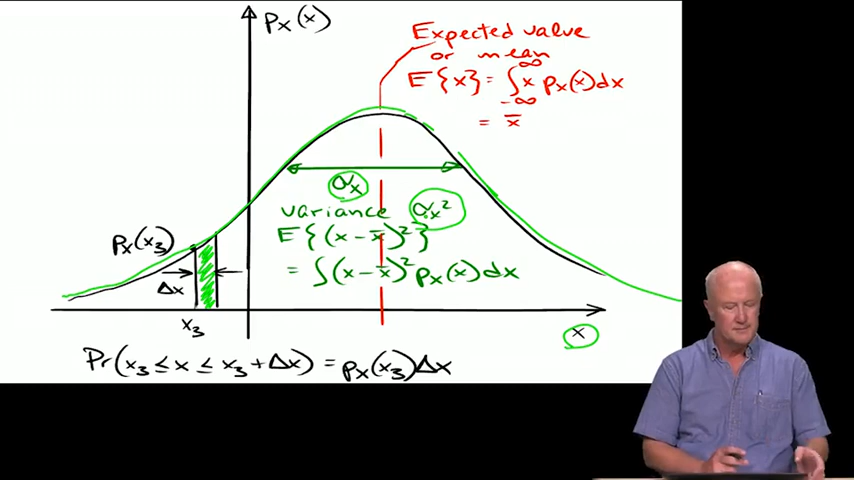 pₓ(x)
Expected value
or mean
E{x} = ∫_{-∞}^{∞} x pₓ(x)dx
= x̄
σₓ
variance σₓ²
E{(x - x̄)²}
= ∫(x - x̄)² pₓ(x)dx
pₓ(x₃)
Δx
x₃
x
Pr(x₃ ≤ x ≤ x₃ + Δx) = pₓ(x₃)Δx